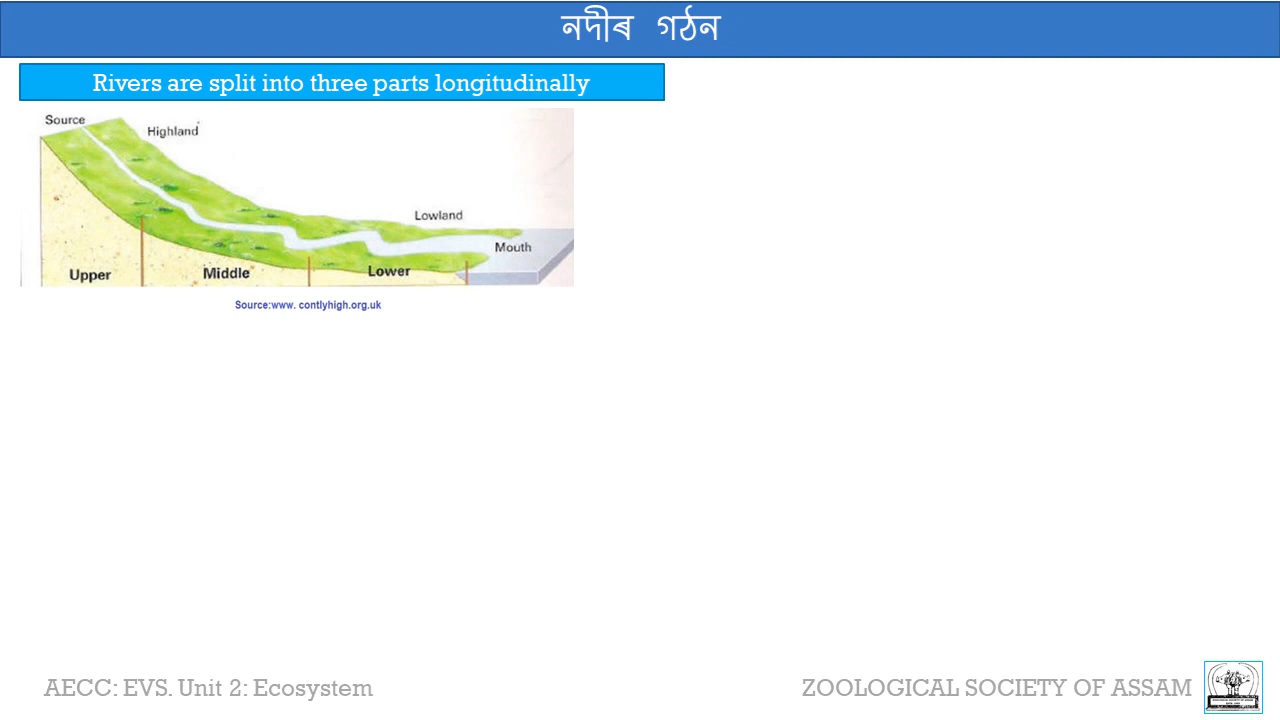 নদীৰ গঠন
Rivers are split into three parts longitudinally
Source
Highland
Lowland
Mouth
Upper
Middle
Lower
Source:www. contlyhigh.org.uk
AECC: EVS. Unit 2: Ecosystem
ZOOLOGICAL SOCIETY OF ASSAM